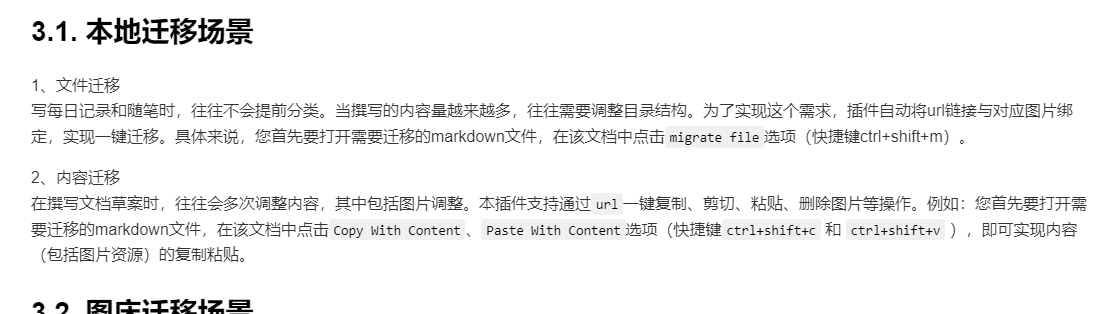 3.1. 本地迁移场景
1、文件迁移
写每日记录和随笔时，往往不会提前分类。当撰写的内容量越来越多，往往需要调整目录结构。为了实现这个需求，插件自动将url链接与对应图片绑
定，实现一键迁移。具体来说，您首先要打开需要迁移的markdown文件，在该文档中点击 migrate file 选项（快捷键ctrl+shift+m）。
2、内容迁移
在撰写文档草案时，往往会多次调整内容，其中包括图片调整。本插件支持通过 url 一键复制、剪切、粘贴、删除图片等操作。例如：您首先要打开需
要迁移的markdown文件，在该文档中点击 Copy With Content 、 Paste With Content 选项（快捷键 ctrl+shift+c 和 ctrl+shift+v ），即可实现内容
（包括图片资源）的复制粘贴。
3.2. 图床迁移场景